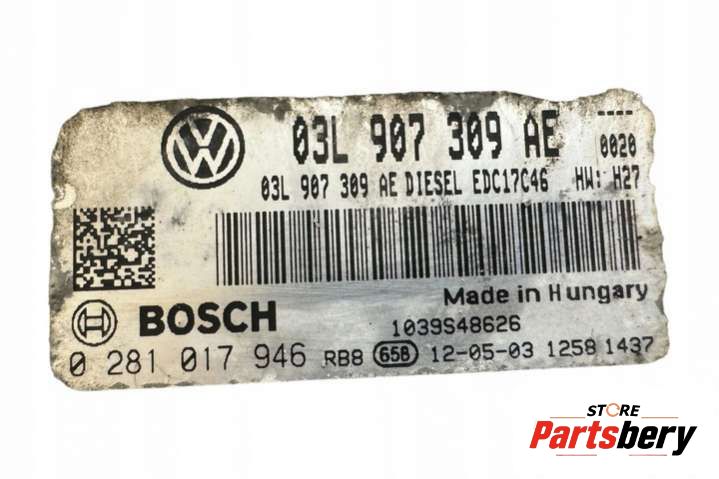 03L 907 309 AE
----
0020
03L 907 309 AE DIESEL EDC17C46 HW: H27
Made in Hungary
BOSCH
1039S48626
0 281 017 946 RB8 658 12-05-03 1258 1437
STORE
Partsbery